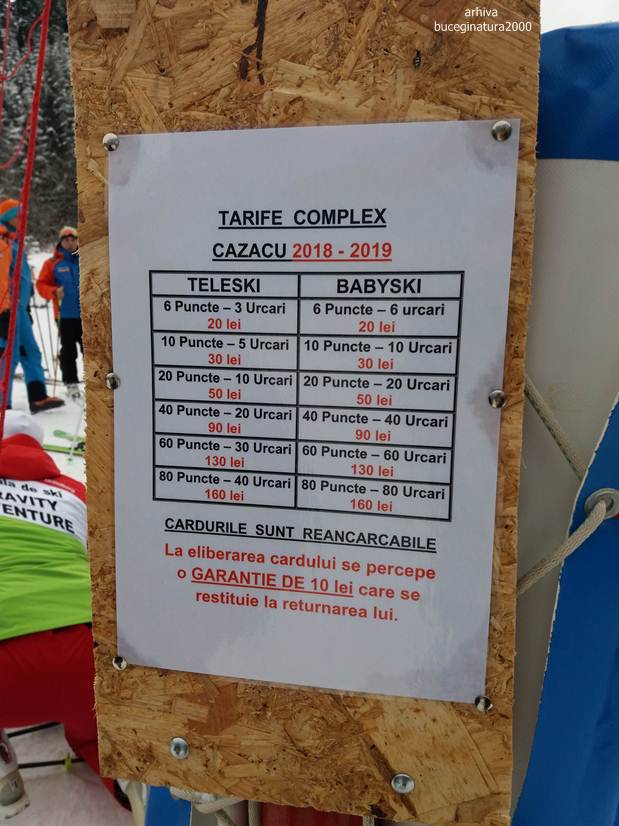 arhiva
buceginatura2000
TARIFE COMPLEX
CAZACU 2018 - 2019
TELESKI BABYSKI
6 Puncte – 3 Urcari 6 Puncte – 6 urcari
20 lei 20 lei
10 Puncte – 5 Urcari 10 Puncte – 10 Urcari
30 lei 30 lei
20 Puncte – 10 Urcari 20 Puncte – 20 Urcari
50 lei 50 lei
40 Puncte – 20 Urcari 40 Puncte – 40 Urcari
90 lei 90 lei
60 Puncte – 30 Urcari 60 Puncte – 60 Urcari
130 lei 130 lei
80 Puncte – 40 Urcari 80 Puncte – 80 Urcari
160 lei 160 lei
CARDURILE SUNT REANCARCABILE
La eliberarea cardului se percepe
o GARANTIE DE 10 lei care se
restituie la returnarea lui.
de ski